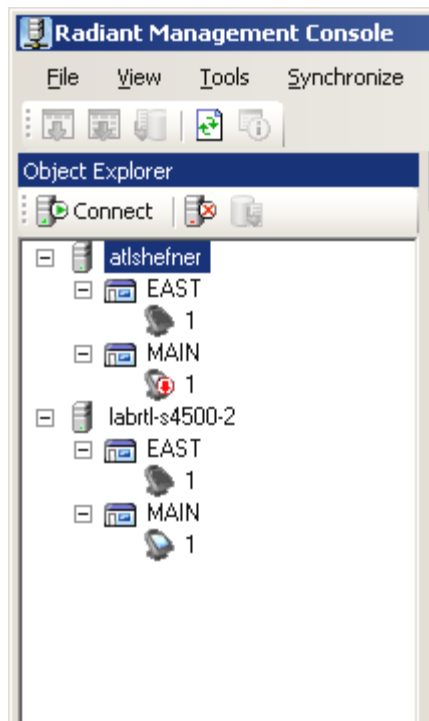 Radiant Management Console
File View Tools Synchronize
Object Explorer
Connect
atlshefner
EAST
1
MAIN
1
labrtl-s4500-2
EAST
1
MAIN
1